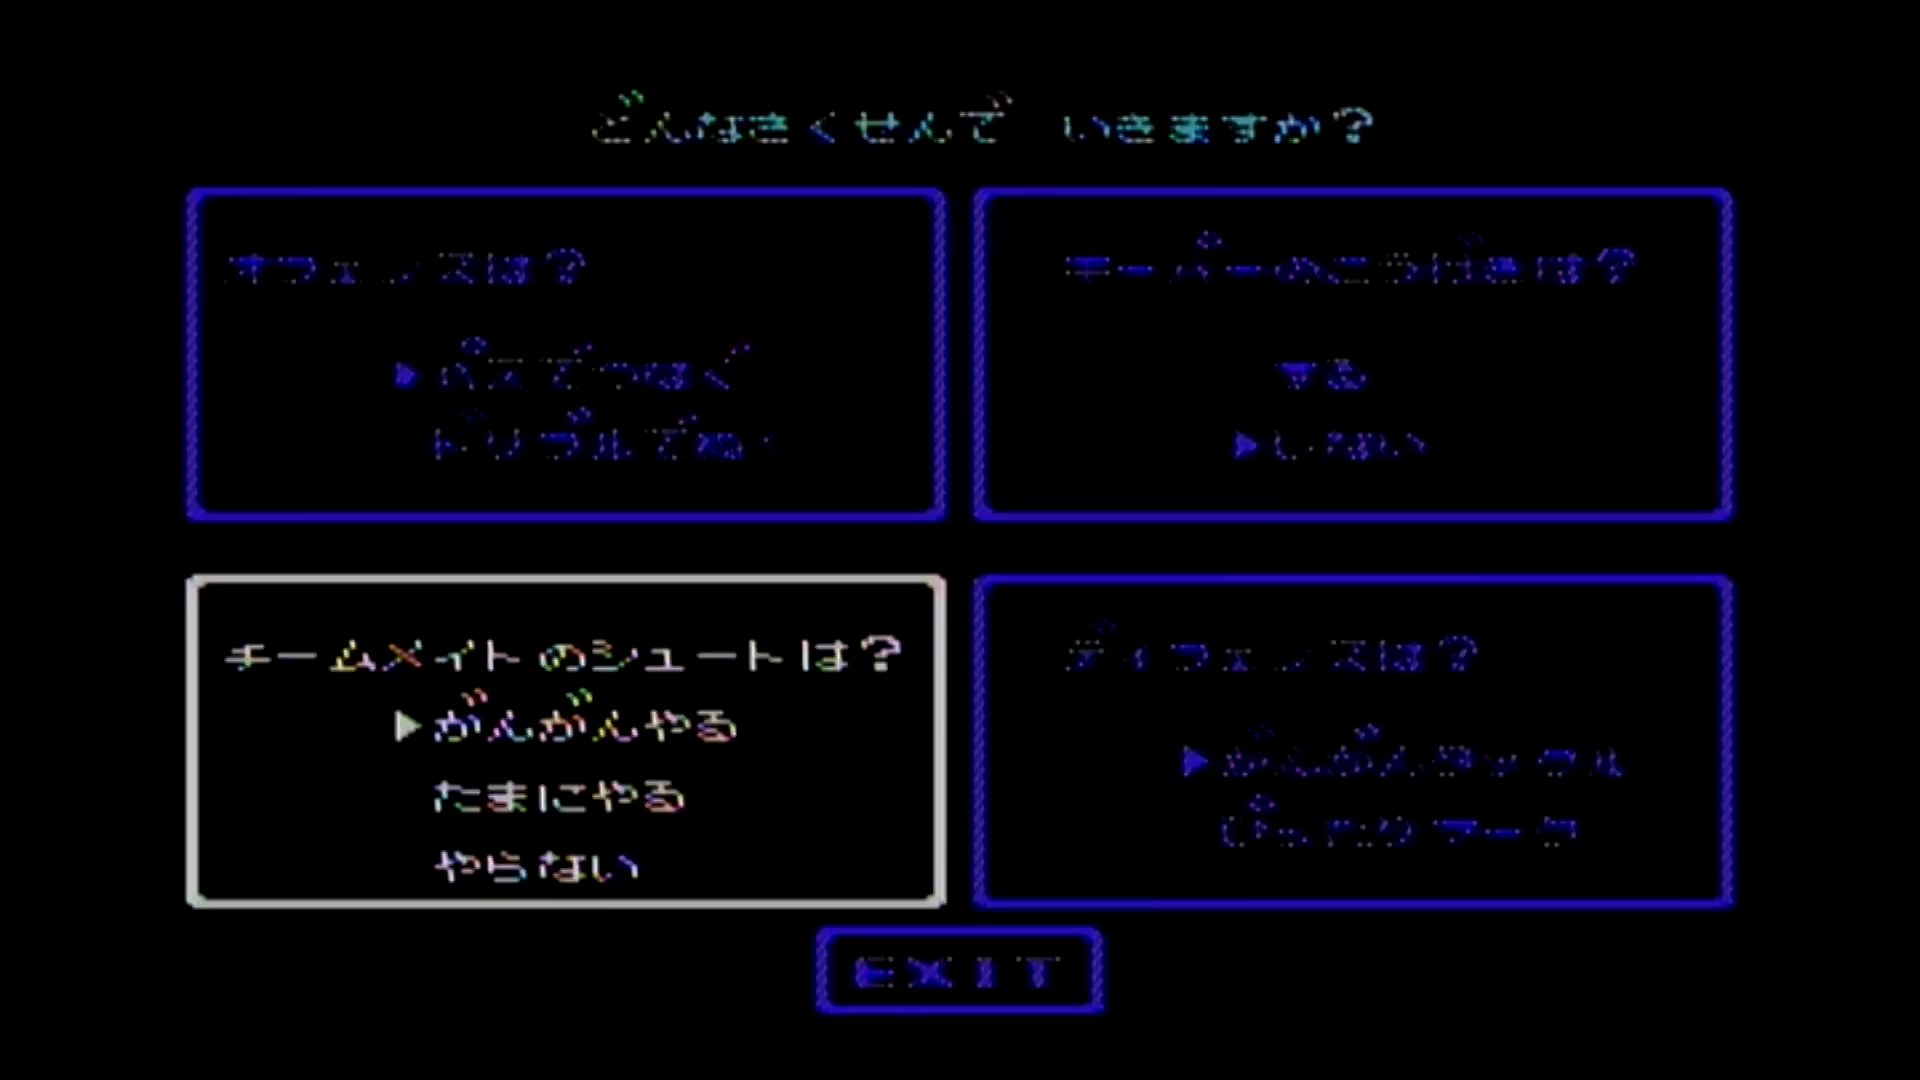 どんなさくせんで いきますか?
オフェンスは?
▶パスでつなぐ
ドリブルでぬく
キーパーのこうげきは?
する
▶しない
チームメイトのシュートは?
▶がんがんやる
たまにやる
やらない
ディフェンスは?
▶がんがんタックル
ぴったりマーク
EXIT